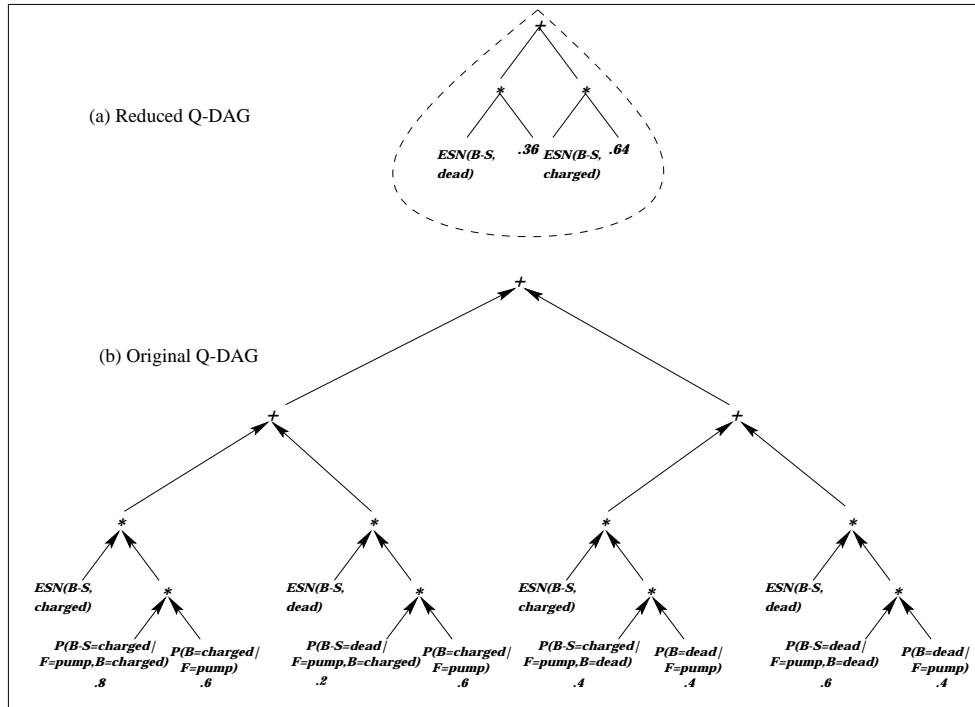 +
* *
(a) Reduced Q-DAG
ESN(B-S, .36 ESN(B-S, .64
dead) charged)
+
(b) Original Q-DAG
+ +
* * * *
ESN(B-S, ESN(B-S, ESN(B-S, ESN(B-S,
charged) * dead) * charged) * dead) *
P(B-S=charged| P(B=charged| P(B-S=dead| P(B=charged| P(B-S=charged| P(B=dead| P(B-S=dead| P(B=dead|
F=pump,B=charged) F=pump) F=pump,B=charged) F=pump) F=pump,B=dead) F=pump) F=pump,B=dead) F=pump)
.8 .6 .2 .6 .4 .4 .6 .4